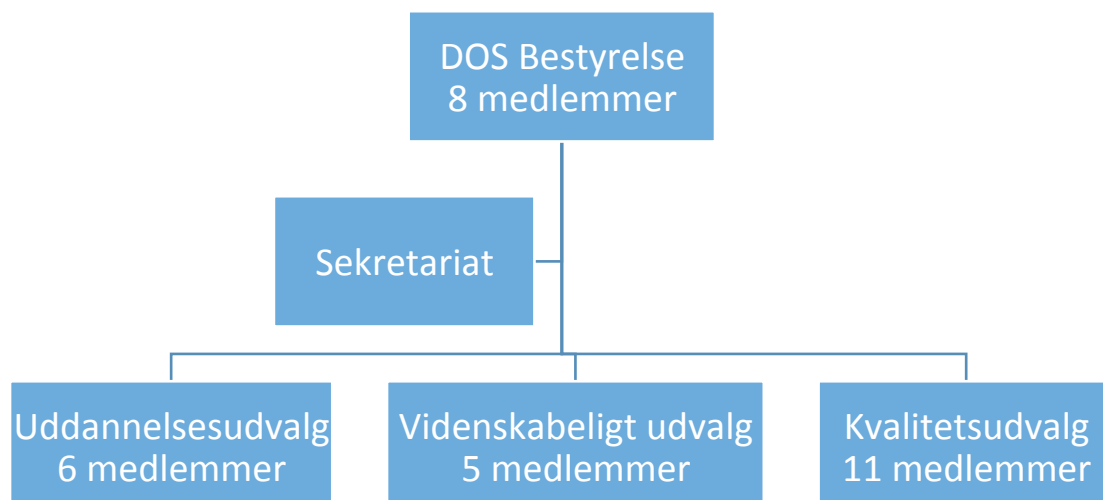 DOS Bestyrelse
8 medlemmer
Sekretariat
Uddannelsesudvalg
6 medlemmer
Videnskabeligt udvalg
5 medlemmer
Kvalitetsudvalg
11 medlemmer